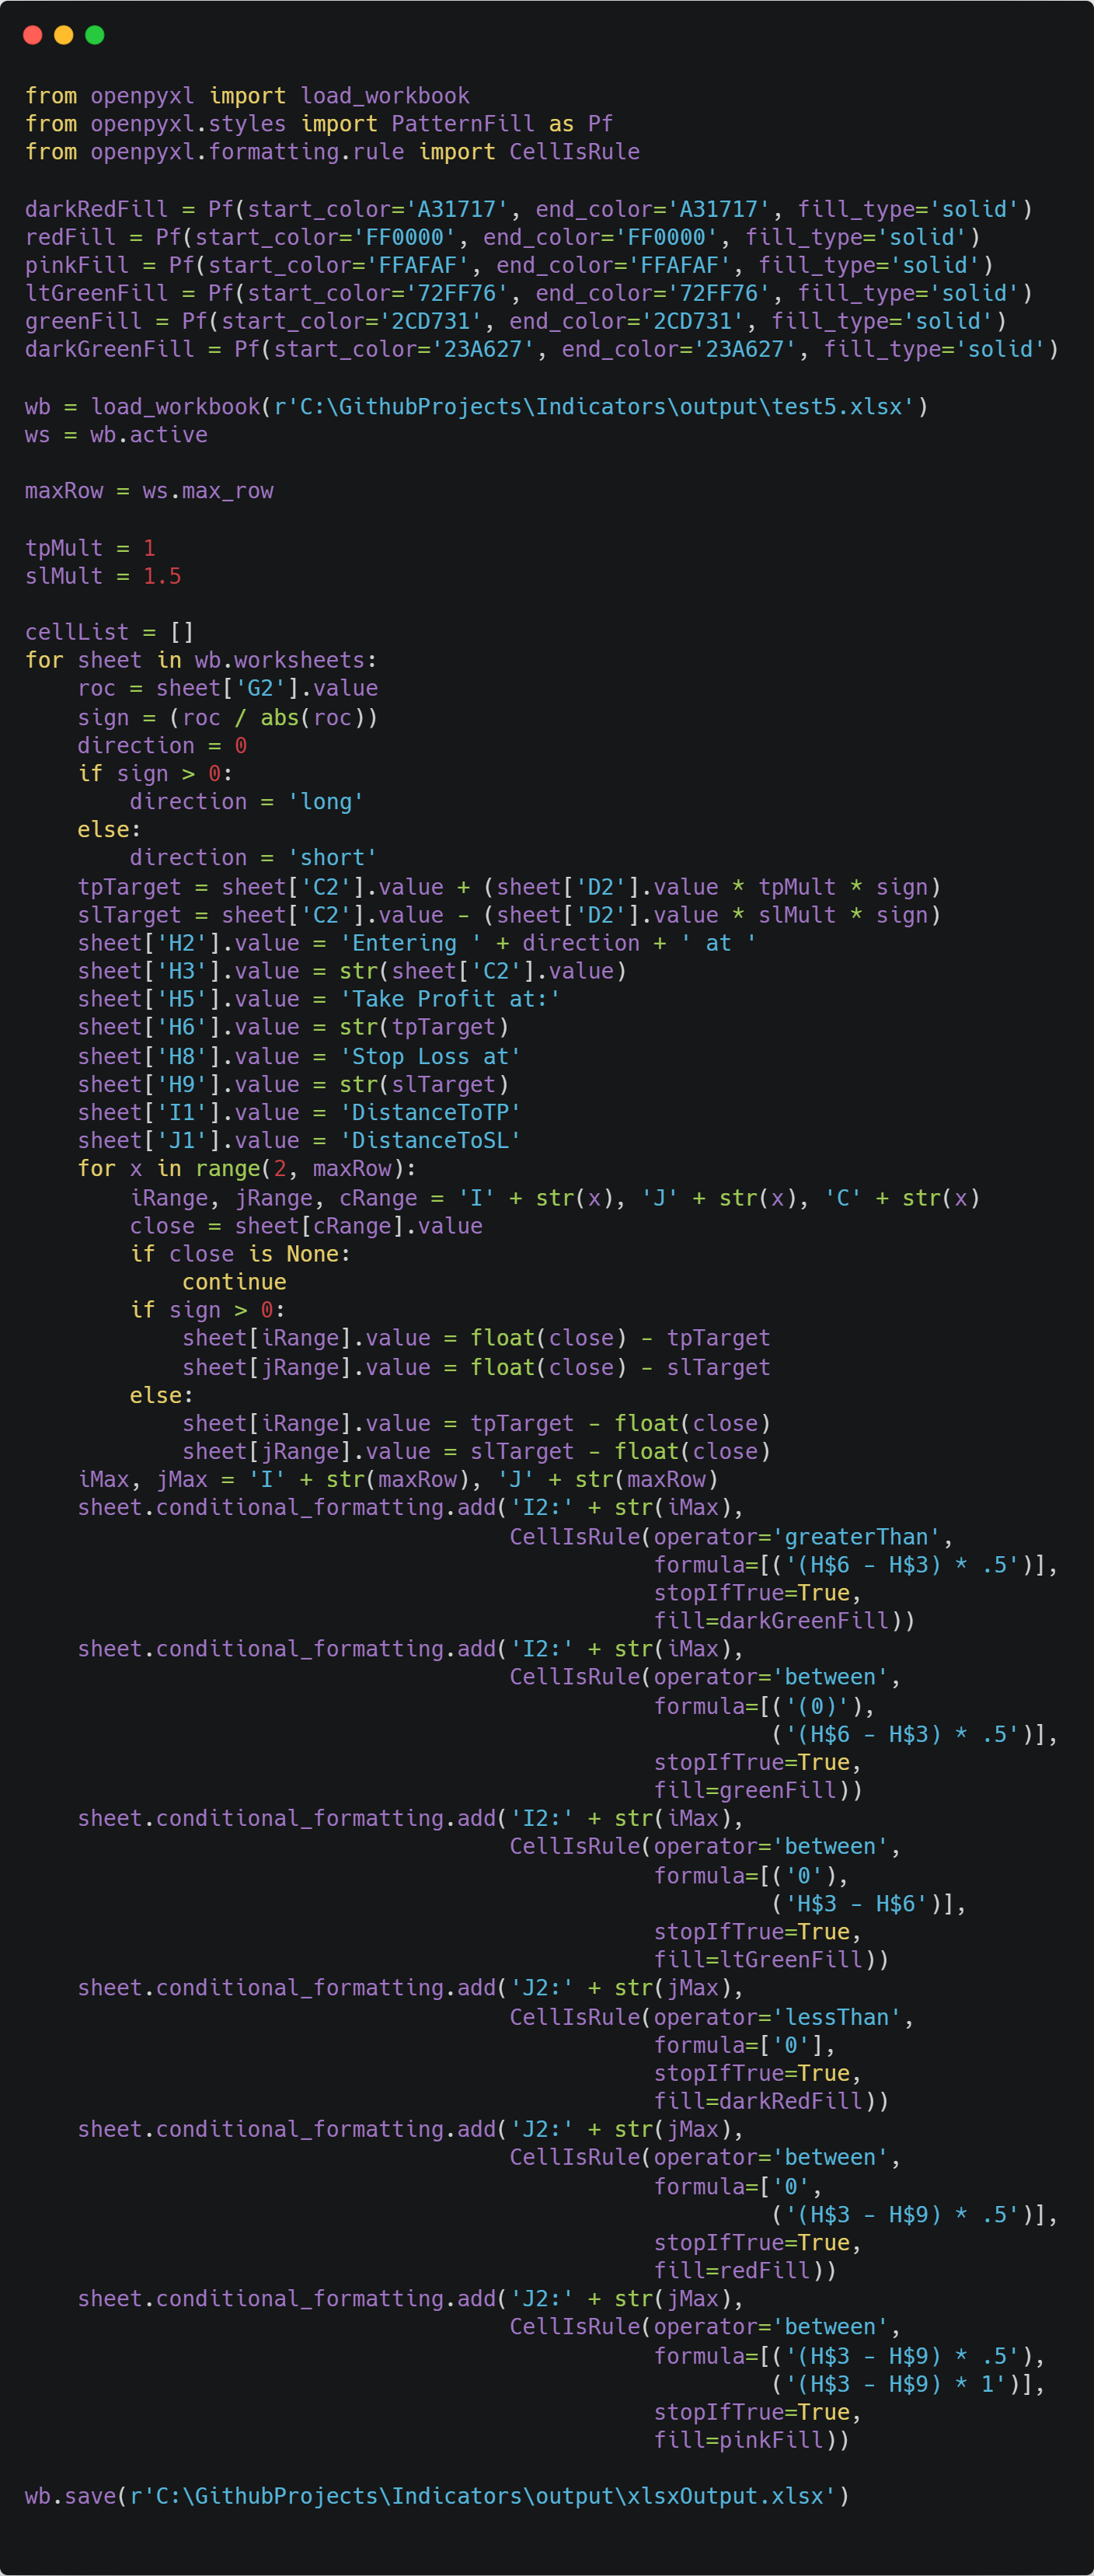 from openpyxl import load_workbook
from openpyxl.styles import PatternFill as Pf
from openpyxl.formatting.rule import CellIsRule

darkRedFill = Pf(start_color='A31717', end_color='A31717', fill_type='solid')
redFill = Pf(start_color='FF0000', end_color='FF0000', fill_type='solid')
pinkFill = Pf(start_color='FFAFAF', end_color='FFAFAF', fill_type='solid')
ltGreenFill = Pf(start_color='72FF76', end_color='72FF76', fill_type='solid')
greenFill = Pf(start_color='2CD731', end_color='2CD731', fill_type='solid')
darkGreenFill = Pf(start_color='23A627', end_color='23A627', fill_type='solid')

wb = load_workbook(r'C:\GithubProjects\Indicators\output\test5.xlsx')
ws = wb.active

maxRow = ws.max_row

tpMult = 1
slMult = 1.5

cellList = []
for sheet in wb.worksheets:
    roc = sheet['G2'].value
    sign = (roc / abs(roc))
    direction = 0
    if sign > 0:
        direction = 'long'
    else:
        direction = 'short'
    tpTarget = sheet['C2'].value + (sheet['D2'].value * tpMult * sign)
    slTarget = sheet['C2'].value - (sheet['D2'].value * slMult * sign)
    sheet['H2'].value = 'Entering ' + direction + ' at '
    sheet['H3'].value = str(sheet['C2'].value)
    sheet['H5'].value = 'Take Profit at:'
    sheet['H6'].value = str(tpTarget)
    sheet['H8'].value = 'Stop Loss at'
    sheet['H9'].value = str(slTarget)
    sheet['I1'].value = 'DistanceToTP'
    sheet['J1'].value = 'DistanceToSL'
    for x in range(2, maxRow):
        iRange, jRange, cRange = 'I' + str(x), 'J' + str(x), 'C' + str(x)
        close = sheet[cRange].value
        if close is None:
            continue
        if sign > 0:
            sheet[iRange].value = float(close) - tpTarget
            sheet[jRange].value = float(close) - slTarget
        else:
            sheet[iRange].value = tpTarget - float(close)
            sheet[jRange].value = slTarget - float(close)
    iMax, jMax = 'I' + str(maxRow), 'J' + str(maxRow)
    sheet.conditional_formatting.add('I2:' + str(iMax),
                                     CellIsRule(operator='greaterThan',
                                                formula=[('(H$6 - H$3) * .5')],
                                                stopIfTrue=True,
                                                fill=darkGreenFill))
    sheet.conditional_formatting.add('I2:' + str(iMax),
                                     CellIsRule(operator='between',
                                                formula=[('(0)'),
                                                         ('(H$6 - H$3) * .5')],
                                                stopIfTrue=True,
                                                fill=greenFill))
    sheet.conditional_formatting.add('I2:' + str(iMax),
                                     CellIsRule(operator='between',
                                                formula=[('0'),
                                                         ('H$3 - H$6')],
                                                stopIfTrue=True,
                                                fill=ltGreenFill))
    sheet.conditional_formatting.add('J2:' + str(jMax),
                                     CellIsRule(operator='lessThan',
                                                formula=['0'],
                                                stopIfTrue=True,
                                                fill=darkRedFill))
    sheet.conditional_formatting.add('J2:' + str(jMax),
                                     CellIsRule(operator='between',
                                                formula=['0',
                                                         ('(H$3 - H$9) * .5')],
                                                stopIfTrue=True,
                                                fill=redFill))
    sheet.conditional_formatting.add('J2:' + str(jMax),
                                     CellIsRule(operator='between',
                                                formula=[('(H$3 - H$9) * .5'),
                                                         ('(H$3 - H$9) * 1')],
                                                stopIfTrue=True,
                                                fill=pinkFill))

wb.save(r'C:\GithubProjects\Indicators\output\xlsxOutput.xlsx')